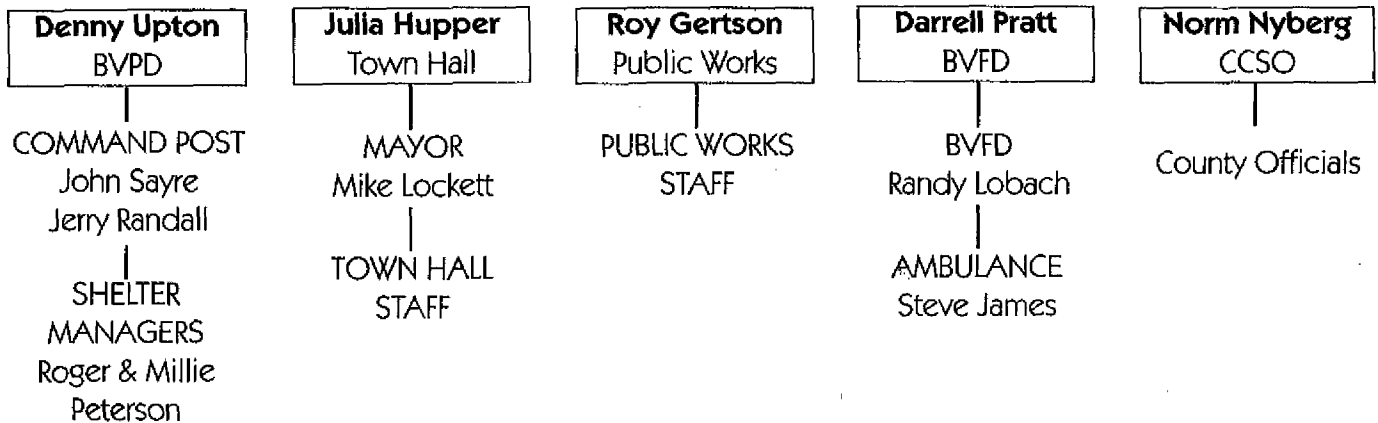 Denny Upton
BVPD
COMMAND POST
John Sayre
Jerry Randall
SHELTER
MANAGERS
Roger & Millie
Peterson
Julia Hupper
Town Hall
MAYOR
Mike Lockett
TOWN HALL
STAFF
Roy Gertson
Public Works
PUBLIC WORKS
STAFF
Darrell Pratt
BVFD
BVFD
Randy Lobach
AMBULANCE
Steve James
Norm Nyberg
CCSO
County Officials